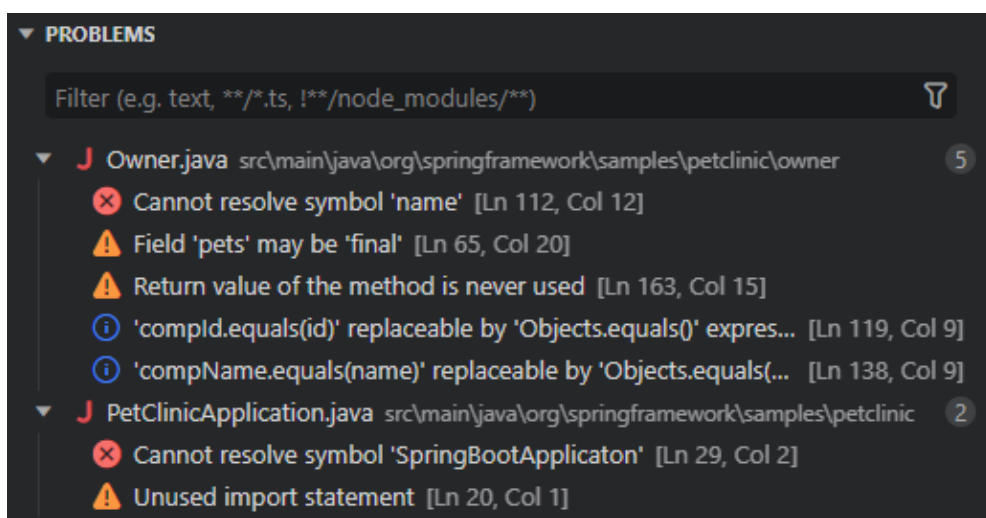 PROBLEMS
Filter (e.g. text, **/*.ts, !**/node_modules/**)
Owner.java src\main\java\org\springframework\samples\petclinic\owner 5
Cannot resolve symbol 'name' [Ln 112, Col 12]
Field 'pets' may be 'final' [Ln 65, Col 20]
Return value of the method is never used [Ln 163, Col 15]
'compId.equals(id)' replaceable by 'Objects.equals()' expres... [Ln 119, Col 9]
'compName.equals(name)' replaceable by 'Objects.equals(... [Ln 138, Col 9]
PetClinicApplication.java src\main\java\org\springframework\samples\petclinic 2
Cannot resolve symbol 'SpringBootApplicaton' [Ln 29, Col 2]
Unused import statement [Ln 20, Col 1]